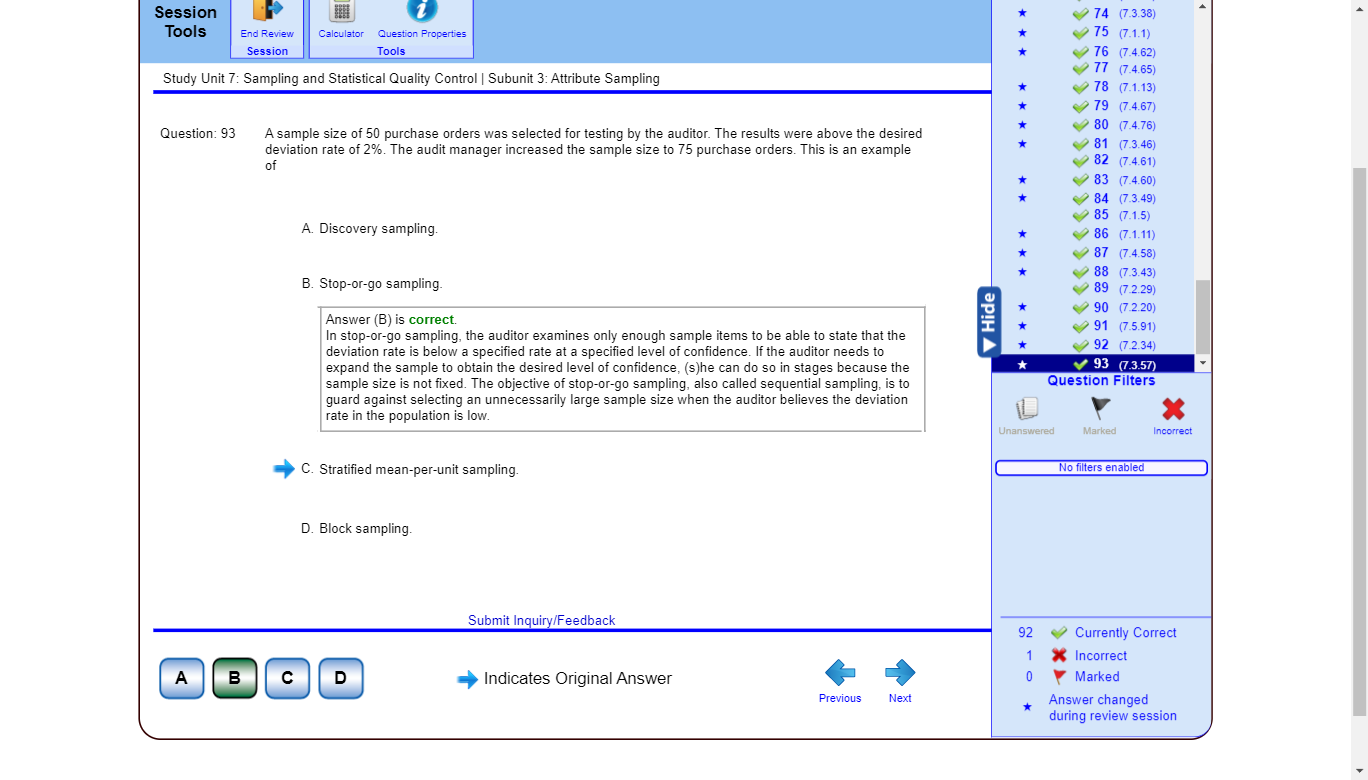 Session
Tools
End Review
Session
Calculator
Question Properties
Tools
Study Unit 7: Sampling and Statistical Quality Control | Subunit 3: Attribute Sampling
Question: 93
A sample size of 50 purchase orders was selected for testing by the auditor. The results were above the desired
deviation rate of 2%. The audit manager increased the sample size to 75 purchase orders. This is an example
of
A. Discovery sampling.
B. Stop-or-go sampling.
Answer (B) is correct.
In stop-or-go sampling, the auditor examines only enough sample items to be able to state that the
deviation rate is below a specified rate at a specified level of confidence. If the auditor needs to
expand the sample to obtain the desired level of confidence, (s)he can do so in stages because the
sample size is not fixed. The objective of stop-or-go sampling, also called sequential sampling, is to
guard against selecting an unnecessarily large sample size when the auditor believes the deviation
rate in the population is low.
C. Stratified mean-per-unit sampling.
D. Block sampling.
Submit Inquiry/Feedback
A
B
C
D
Indicates Original Answer
Previous
Next
74 (7.3.38)
75 (7.1.1)
76 (7.4.62)
77 (7.4.65)
78 (7.1.13)
79 (7.4.67)
80 (7.4.76)
81 (7.3.46)
82 (7.4.61)
83 (7.4.60)
84 (7.3.49)
85 (7.1.5)
86 (7.1.11)
87 (7.4.58)
88 (7.3.43)
89 (7.2.29)
90 (7.2.20)
91 (7.5.91)
92 (7.2.34)
93 (7.3.57)
Hide
Question Filters
Unanswered
Marked
Incorrect
No filters enabled
92 Currently Correct
1 Incorrect
0 Marked
Answer changed
during review session